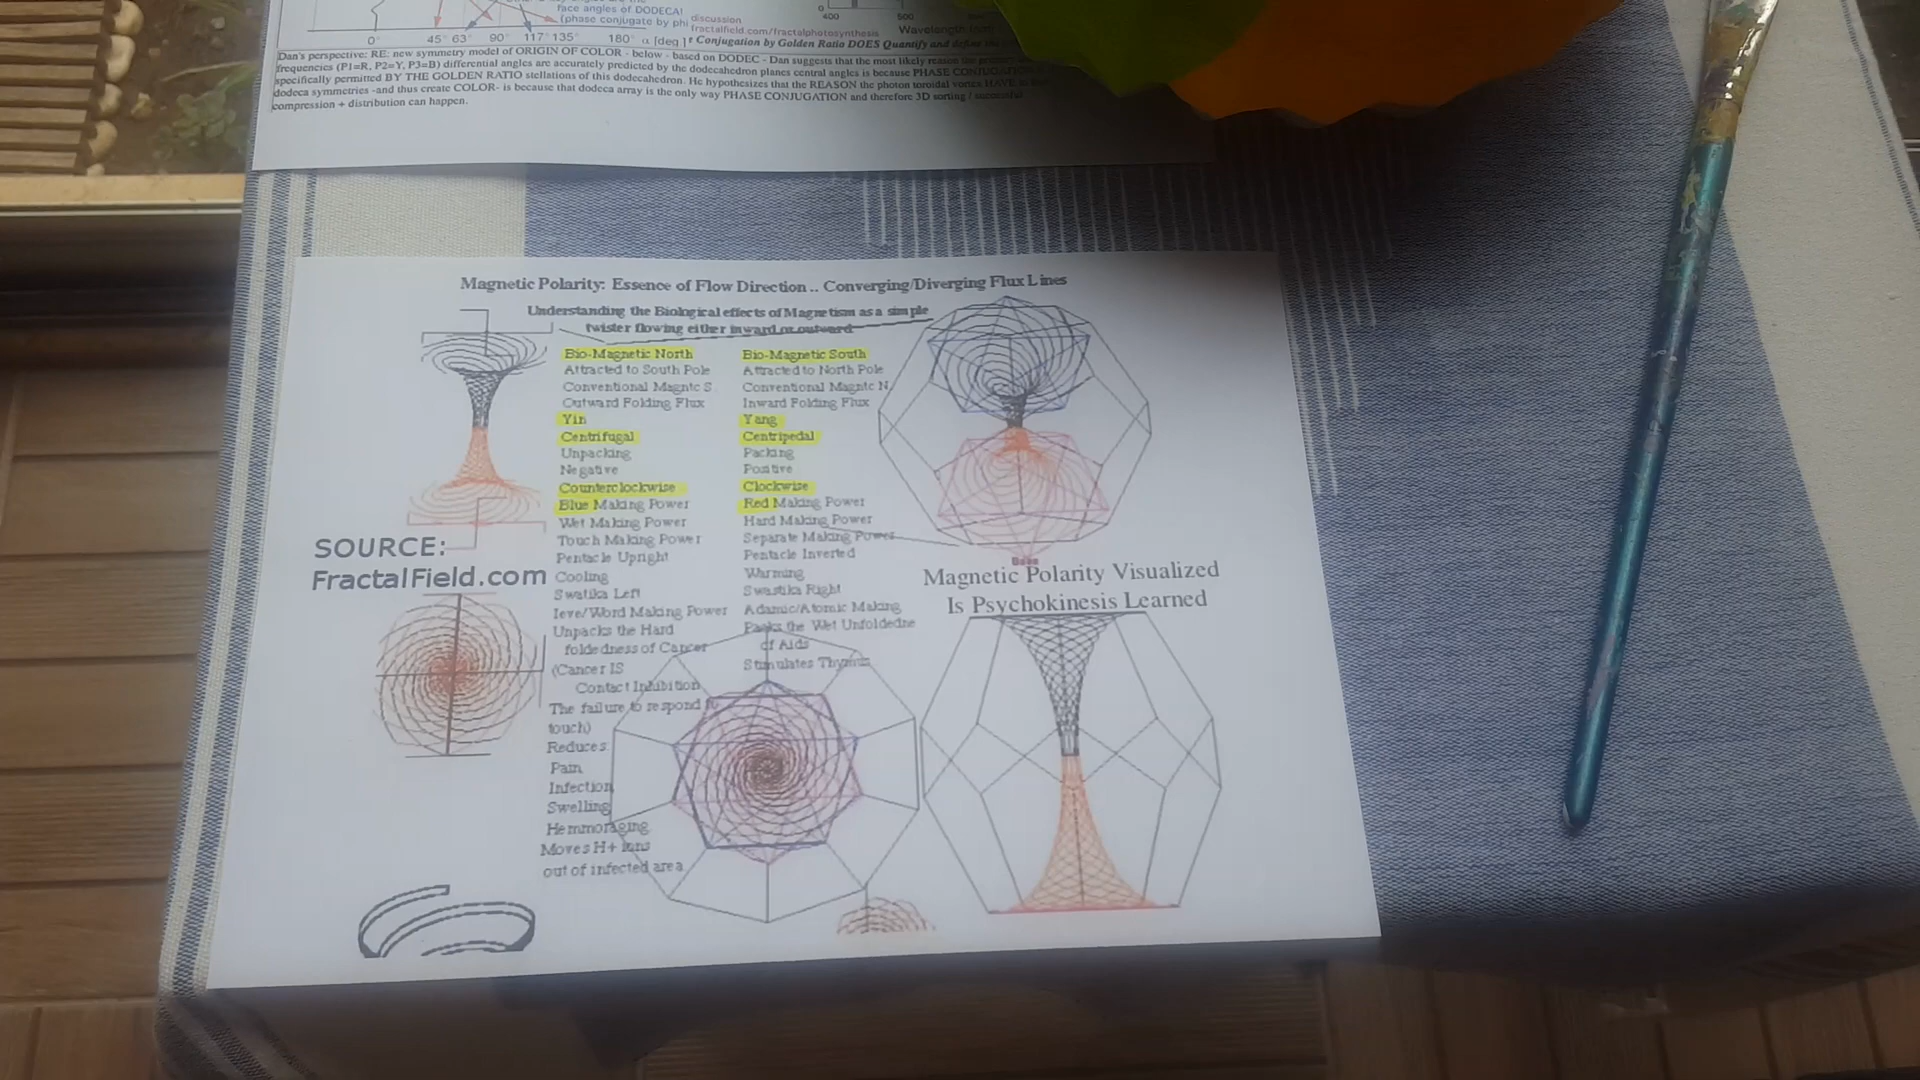 face angles of DODECA!
(phase conjugate by phi
discussion
fractalfield.com/fractalphotosynthesis
400 500
0
Wavelength
0° 45° 63° 90° 117° 135° 180° α [deg]
Conjugation by Golden Ratio DOES Quantify and define the
Dan's perspective: RE: new symmetry model of ORIGIN OF COLOR - below - based on DODEC - Dan suggests that the most likely reason the primary
frequencies (P1=R, P2=Y, P3=B) differential angles are accurately predicted by the dodecahedron planes central angles is because PHASE CONJUGATION
specifically permitted BY THE GOLDEN RATIO stellations of this dodecahedron. He hypothesizes that the REASON the photon toroidal vortex HAVE
dodeca symmetries -and thus create COLOR- is because that dodeca array is the only way PHASE CONJUGATION and therefore 3D sorting / successful
compression + distribution can happen.
Magnetic Polarity: Essence of Flow Direction .. Converging/Diverging Flux Lines
Understanding the Biological effects of Magnetism as a simple
twister flowing either inward or outward
Bio-Magnetic North
Attracted to South Pole
Conventional Magntc S
Outward Folding Flux
Yin
Centrifugal
Unpacking
Negative
Counterclockwise
Blue Making Power
Wet Making Power
Touch Making Power
Pentacle Upright
Cooling
Swatika Left
Ieve/Word Making Power
Unpacks the Hard
foldedness of Cancer
(Cancer IS
Contact Inhibition
The failure to respond to
touch)
Reduces
Pain
Infection
Swelling
Hemmoraging
Moves H+ ions
out of infected area
Bio-Magnetic South
Attracted to North Pole
Conventional Magntc N
Inward Folding Flux
Yang
Centripedal
Packing
Positive
Clockwise
Red Making Power
Hard Making Power
Separate Making Power
Pentacle Inverted
Warming
Swastika Right
Adamic/Atomic Making
Packs the Wet Unfoldedne
of Aids
Stimulates Thymus
SOURCE:
FractalField.com
Magnetic Polarity Visualized
Is Psychokinesis Learned